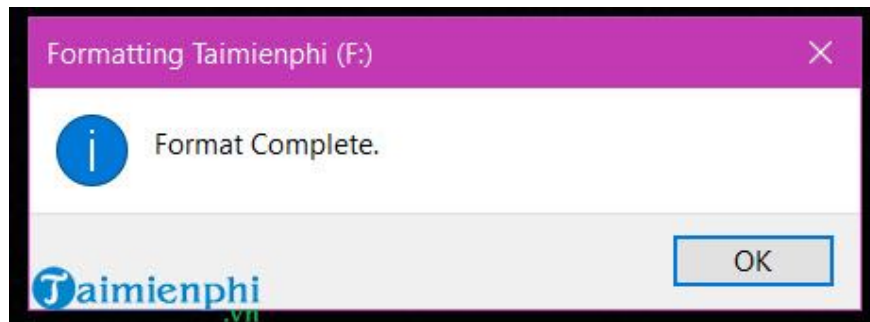 Formatting Taimienphi (F:)
Format Complete.
OK
Taimienphi
.vn